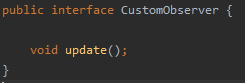 public interface CustomObserver {
void update();
}